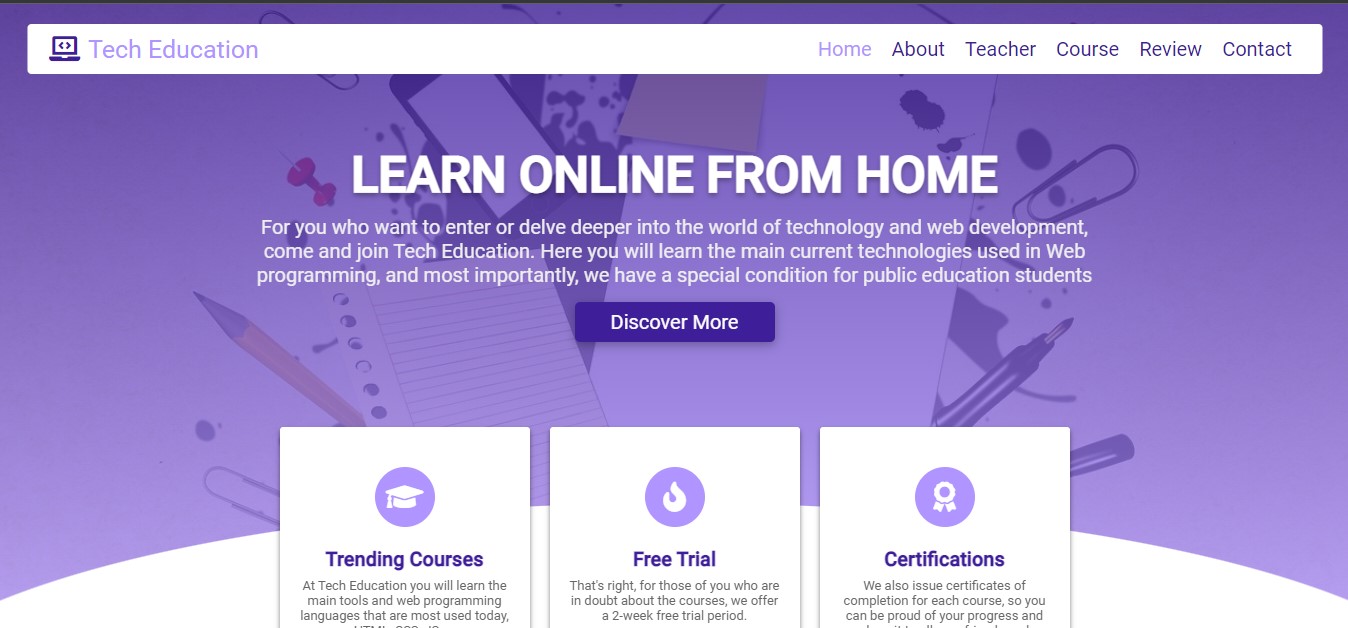 Tech Education
Home About Teacher Course Review Contact
LEARN ONLINE FROM HOME
For you who want to enter or delve deeper into the world of technology and web development,
come and join Tech Education. Here you will learn the main current technologies used in Web
programming, and most importantly, we have a special condition for public education students
Discover More
Trending Courses
At Tech Education you will learn the
main tools and web programming
languages that are most used today,
Free Trial
That's right, for those of you who are
in doubt about the courses, we offer
a 2-week free trial period.
Certifications
We also issue certificates of
completion for each course, so you
can be proud of your progress and